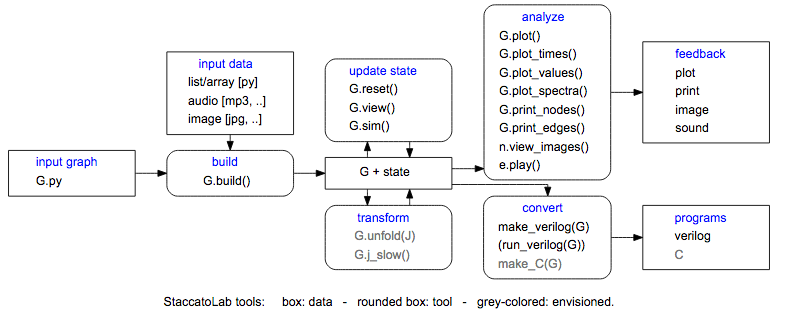 input graph
G.py
input data
list/array [py]
audio [mp3, ..]
image [jpg, ..]
build
G.build()
update state
G.reset()
G.view()
G.sim()
G + state
transform
G.unfold(J)
G.j_slow()
analyze
G.plot()
G.plot_times()
G.plot_values()
G.plot_spectra()
G.print_nodes()
G.print_edges()
n.view_images()
e.play()
convert
make_verilog(G)
(run_verilog(G))
make_C(G)
feedback
plot
print
image
sound
programs
verilog
C
StaccatoLab tools: box: data - rounded box: tool - grey-colored: envisioned.